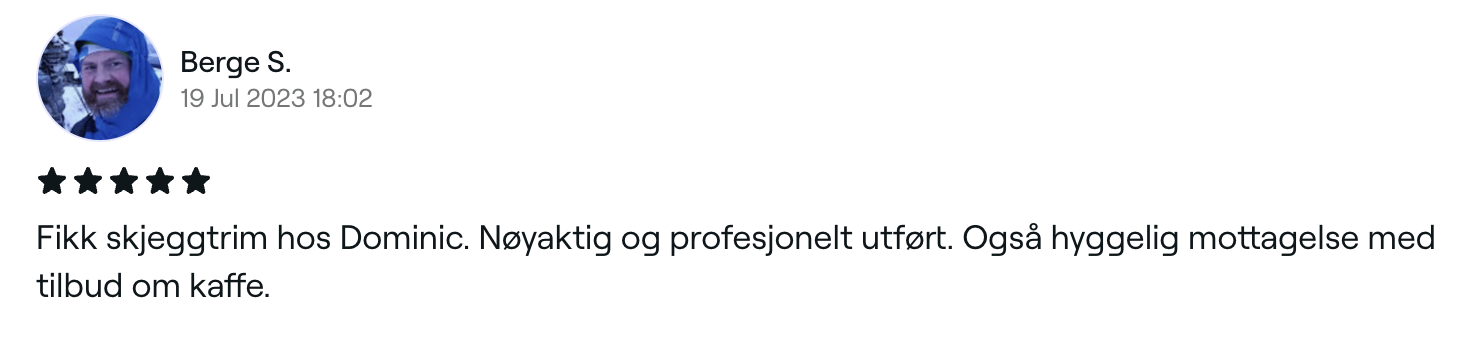 Berge S.
19 Jul 2023 18:02
Fikk skjeggtrim hos Dominic. Nøyaktig og profesjonelt utført. Også hyggelig mottagelse med
tilbud om kaffe.